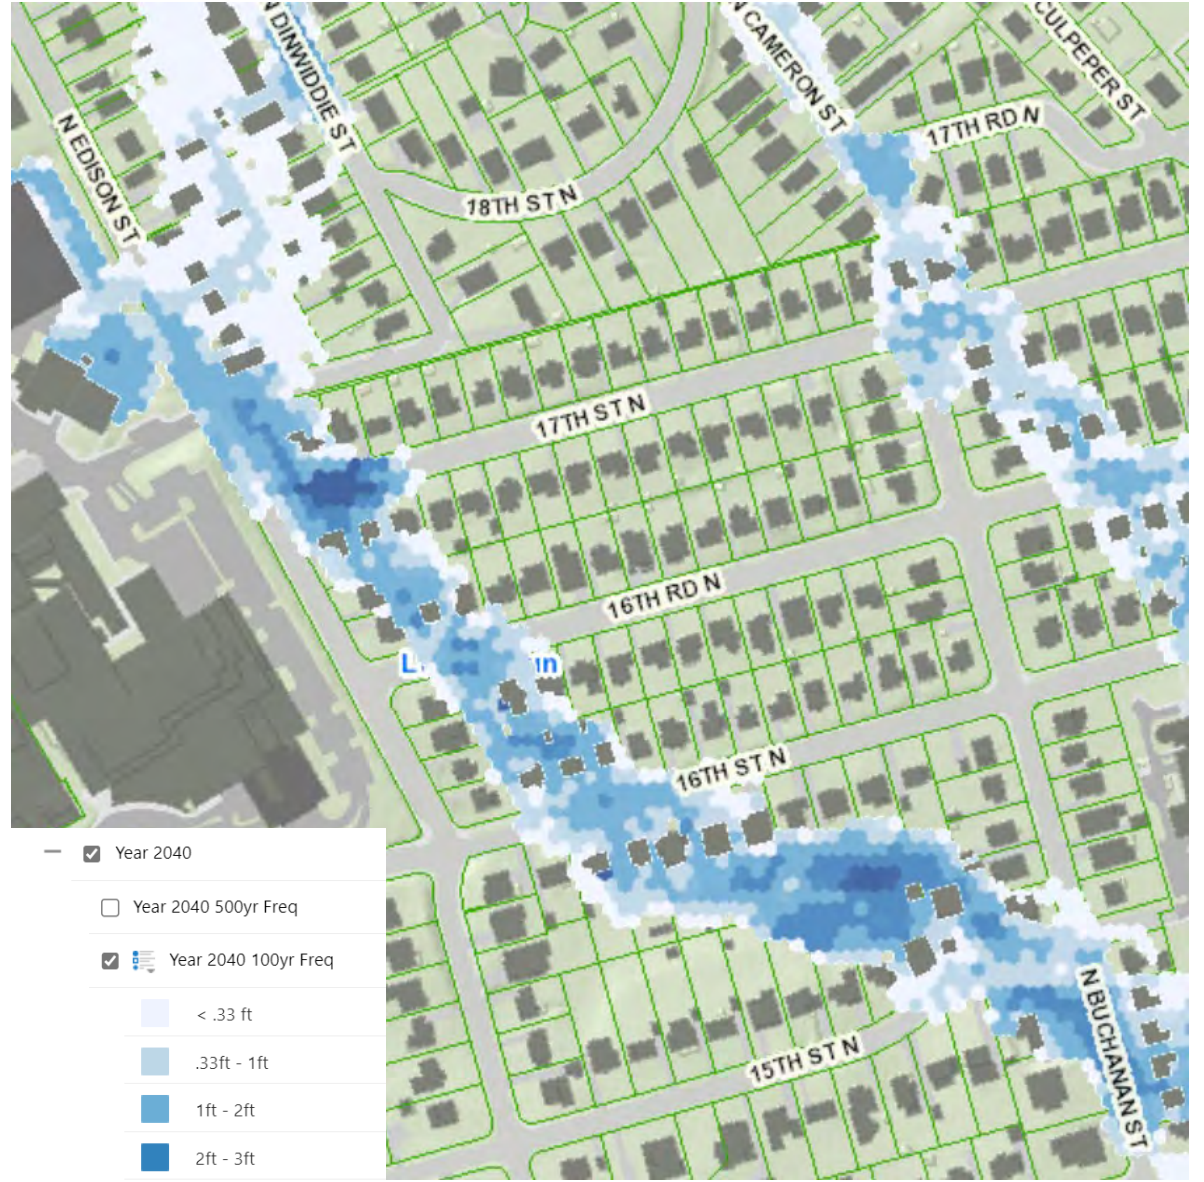 N DINWIDDIE ST
N CAMERON ST
CULPEPER ST
N EDISON ST
17TH RD N
18TH ST N
17TH ST N
16TH RD N
16TH ST N
15TH ST N
N BUCHANAN ST
Year 2040
Year 2040 500yr Freq
Year 2040 100yr Freq
< .33 ft
.33ft - 1ft
1ft - 2ft
2ft - 3ft